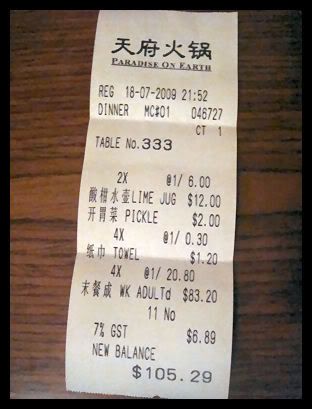 天府火锅
PARADISE ON EARTH
REG 18-07-2009 21:52
DINNER MC#01 046727
CT 1
TABLE No.333
2X @1/ 6.00
酸柑水壶LIME JUG $12.00
开胃菜 PICKLE $2.00
4X @1/ 0.30
纸巾 TOWEL $1.20
4X @1/ 20.80
末餐成 WK ADULTd $83.20
11 No
7% GST $6.89
NEW BALANCE
$105.29